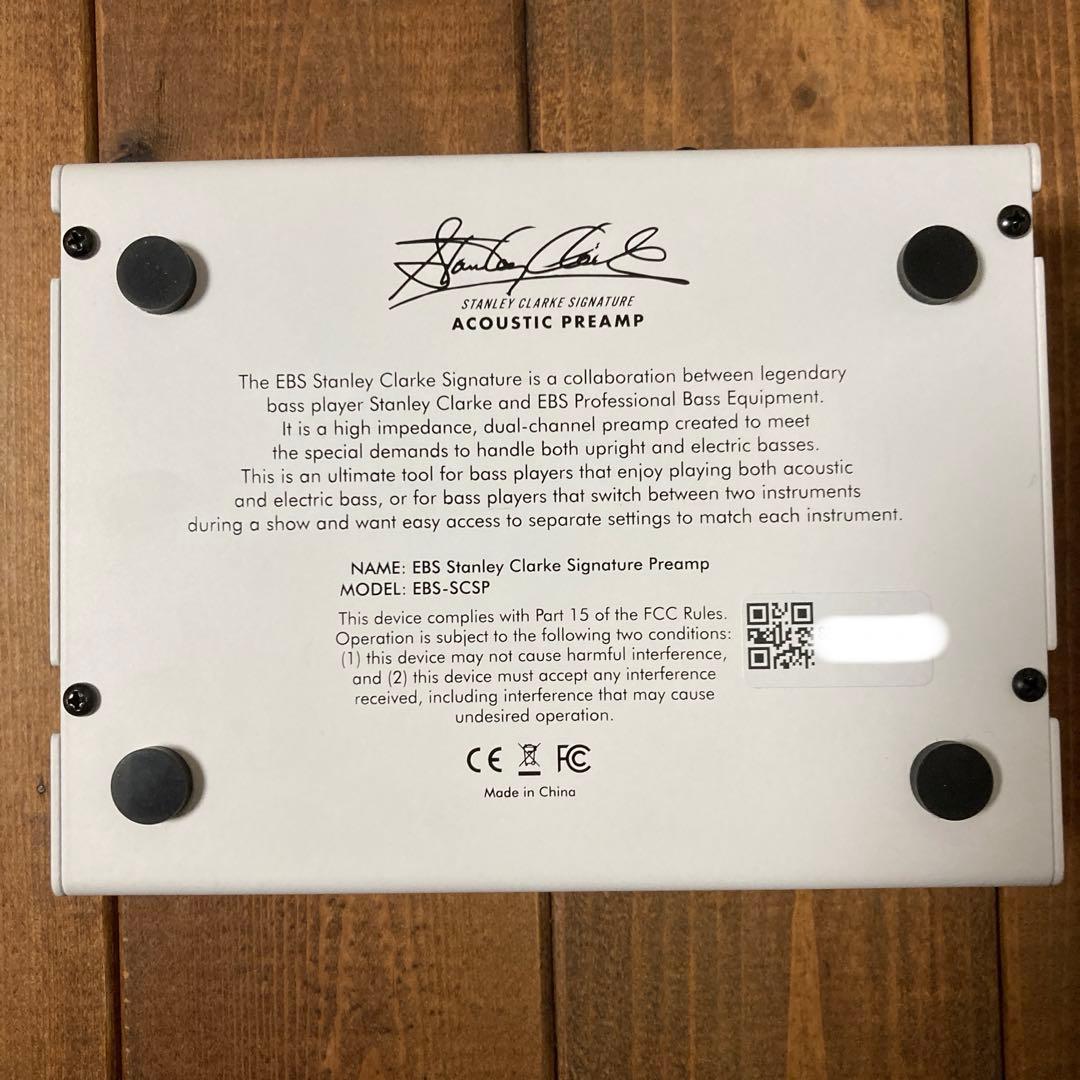 Stanley Clarke
STANLEY CLARKE SIGNATURE
ACOUSTIC PREAMP
The EBS Stanley Clarke Signature is a collaboration between legendary
bass player Stanley Clarke and EBS Professional Bass Equipment.
It is a high impedance, dual-channel preamp created to meet
the special demands to handle both upright and electric basses.
This is an ultimate tool for bass players that enjoy playing both acoustic
and electric bass, or for bass players that switch between two instruments
during a show and want easy access to separate settings to match each instrument.
NAME: EBS Stanley Clarke Signature Preamp
MODEL: EBS-SCSP
This device complies with Part 15 of the FCC Rules.
Operation is subject to the following two conditions:
(1) this device may not cause harmful interference,
and (2) this device must accept any interference
received, including interference that may cause
undesired operation.
CE FC
Made in China